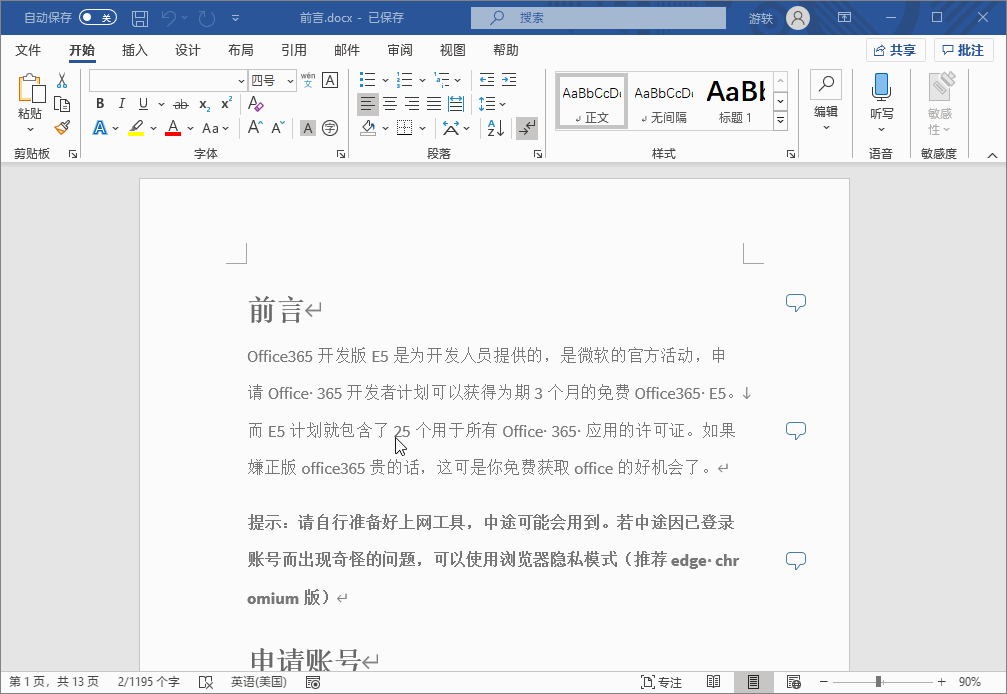 自动保存 关 前言.docx - 已保存 搜索 游轶
文件 开始 插入 设计 布局 引用 邮件 审阅 视图 帮助 共享 批注
四号 wén 文 A
B I U ab x₂ x² A
A A Aa A A A 字
粘贴
AaBbCcDı AaBbCcDı AaBb
正文 无间隔 标题 1
编辑 听写 敏感性
剪贴板 字体 段落 样式 语音 敏感度
前言
Office365 开发版 E5 是为开发人员提供的，是微软的官方活动，申
请 Office· 365 开发者计划可以获得为期 3 个月的免费 Office365· E5。↓
而 E5 计划就包含了 25 个用于所有 Office· 365· 应用的许可证。如果
嫌正版 office365 贵的话，这可是你免费获取 office 的好机会了。↵
提示：请自行准备好上网工具，中途可能会用到。若中途因已登录
账号而出现奇怪的问题，可以使用浏览器隐私模式（推荐 edge· chr
omium 版）↵
申请账号↵
第 1 页，共 13 页 2/1195 个字 英语(美国) 专注 90%